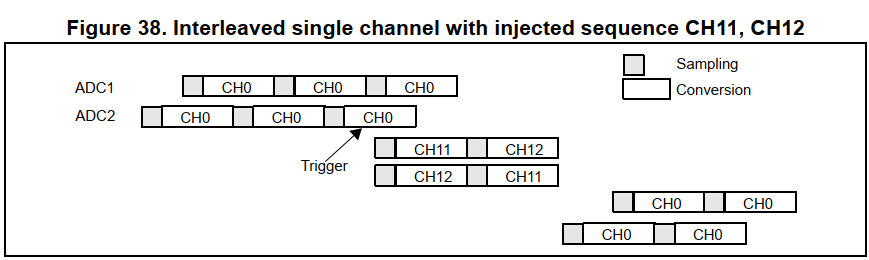 Figure 38. Interleaved single channel with injected sequence CH11, CH12
Sampling
ADC1 CH0 CH0 CH0 Conversion
ADC2 CH0 CH0 CH0
CH11 CH12
Trigger
CH12 CH11
CH0 CH0
CH0 CH0